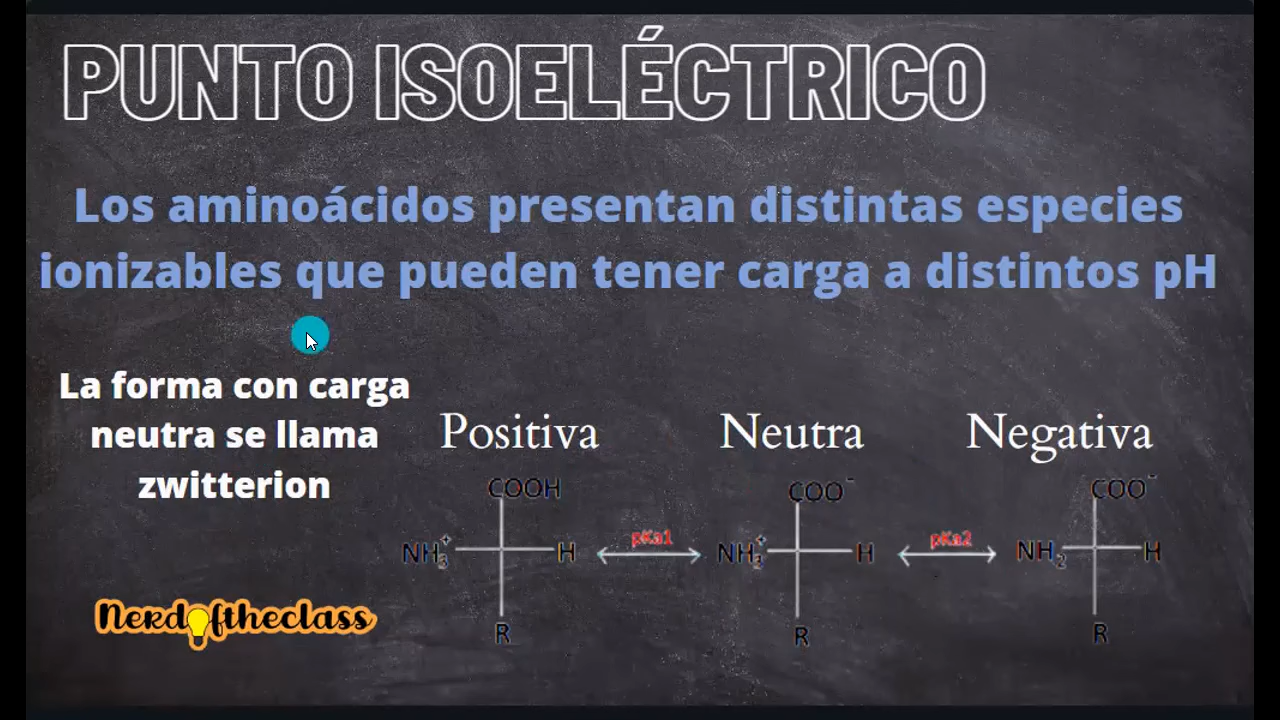 PUNTO ISOELÉCTRICO
Los aminoácidos presentan distintas especies
ionizables que pueden tener carga a distintos pH
La forma con carga
neutra se llama
zwitterion
Positiva Neutra Negativa
COOH COO⁻ COO⁻
NH₃⁺ H pKa1 NH₃⁺ H pKa2 NH₂ H
R R R
Nerdoftheclass